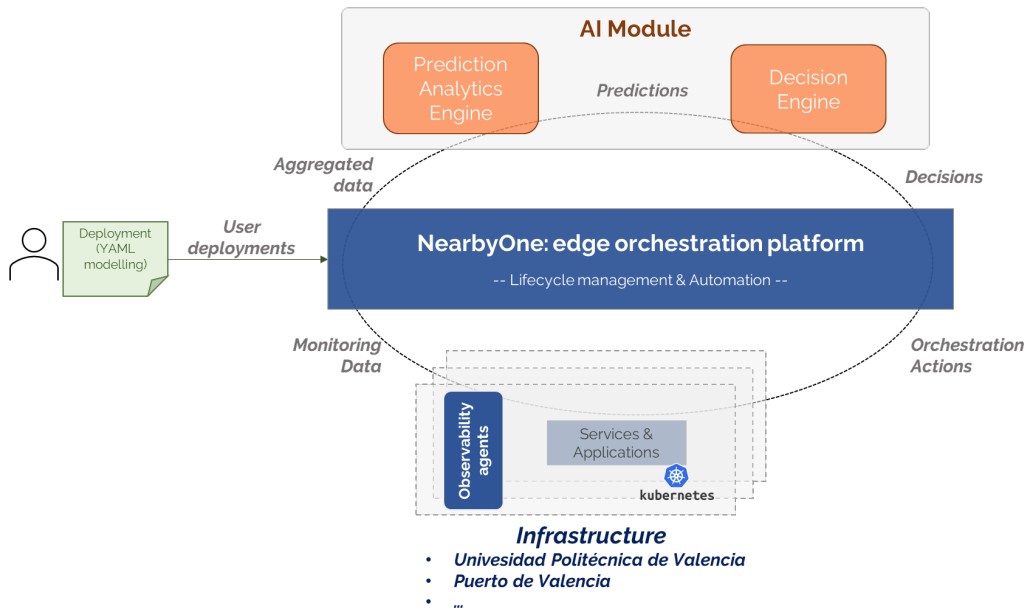 AI Module
Prediction
Analytics
Engine
Predictions
Decision
Engine
Aggregated
data
Decisions
Deployment
(YAML
modelling)
User
deployments
NearbyOne: edge orchestration platform
-- Lifecycle management & Automation --
Monitoring
Data
Orchestration
Actions
Observability
agents
Services &
Applications
kubernetes
Infrastructure
• Univesidad Politécnica de Valencia
• Puerto de Valencia
• ...